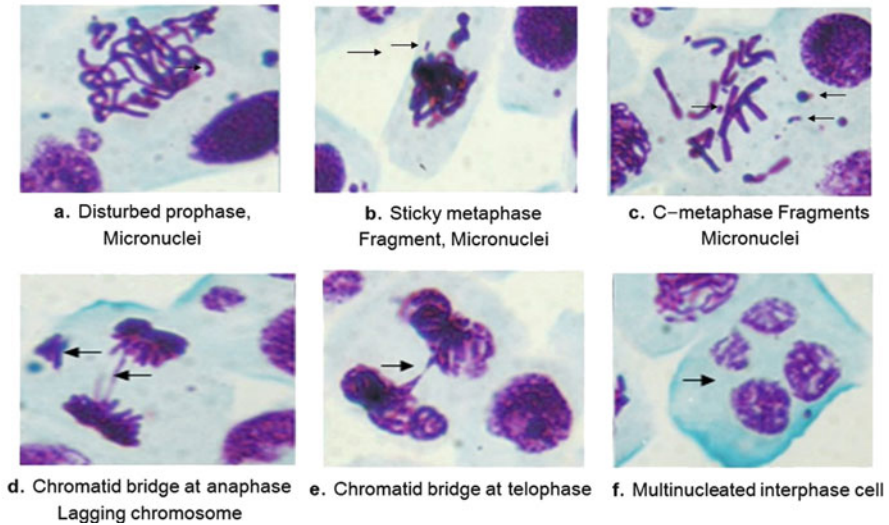 a. Disturbed prophase,
Micronuclei
b. Sticky metaphase
Fragment, Micronuclei
c. C−metaphase Fragments
Micronuclei
d. Chromatid bridge at anaphase
Lagging chromosome
e. Chromatid bridge at telophase
f. Multinucleated interphase cell